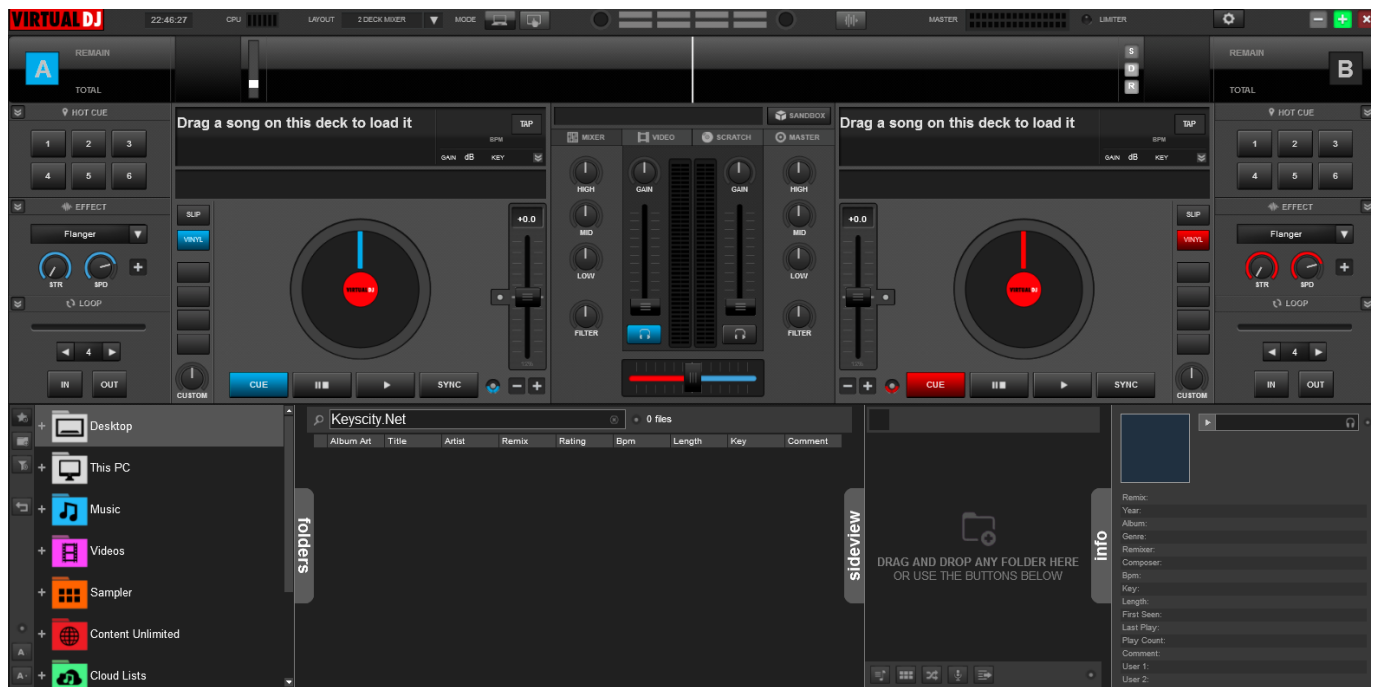 VIRTUAL DJ 22:46:27 CPU LAYOUT 2 DECK MIXER MODE MASTER LIMITER
A REMAIN TOTAL
S
D
R
REMAIN TOTAL B
HOT CUE
1 2 3
4 5 6
EFFECT
Flanger
STR SPD
LOOP
4
IN OUT
Drag a song on this deck to load it
TAP
BPM
GAIN dB KEY
SLIP
VINYL
+0.0
VIRTUAL DJ
12%
CUSTOM
CUE SYNC
SANDBOX
MIXER VIDEO SCRATCH MASTER
HIGH GAIN GAIN HIGH
MID MID
LOW LOW
FILTER FILTER
Drag a song on this deck to load it
TAP
BPM
GAIN dB KEY
+0.0
SLIP
VINYL
VIRTUAL DJ
12%
CUE SYNC
CUSTOM
HOT CUE
1 2 3
4 5 6
EFFECT
Flanger
STR SPD
LOOP
4
IN OUT
Desktop
This PC
Music
Videos
Sampler
Content Unlimited
Cloud Lists
A
A
folders
Keyscity.Net 0 files
Album Art Title Artist Remix Rating Bpm Length Key Comment
sideview
DRAG AND DROP ANY FOLDER HERE
OR USE THE BUTTONS BELOW
info
Remix:
Year:
Album:
Genre:
Remixer:
Composer:
Bpm:
Key:
Length:
First Seen:
Last Play:
Play Count:
Comment:
User 1:
User 2: